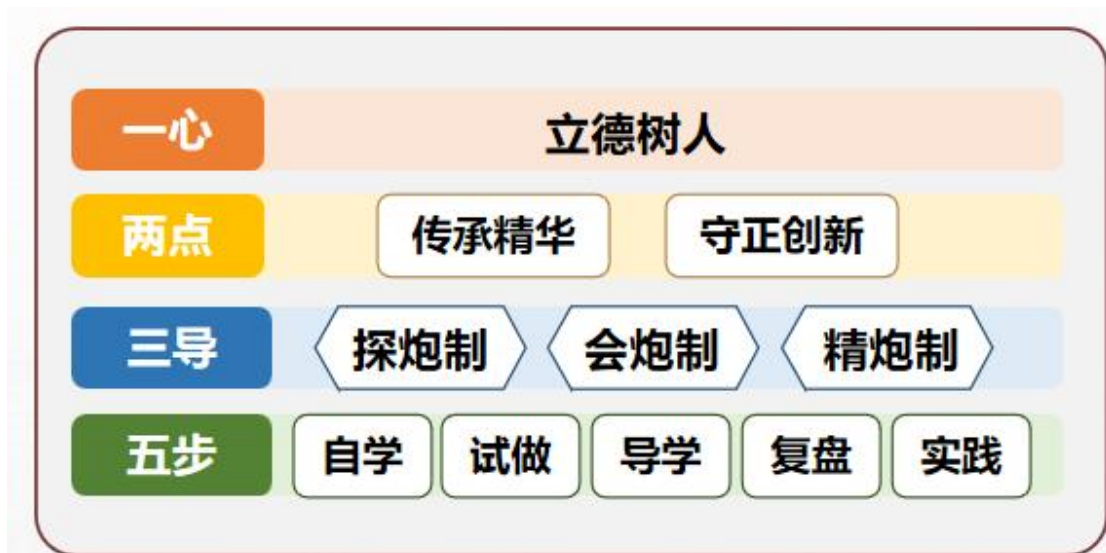 一心 立德树人
两点 传承精华 守正创新
三导 探炮制 会炮制 精炮制
五步 自学 试做 导学 复盘 实践